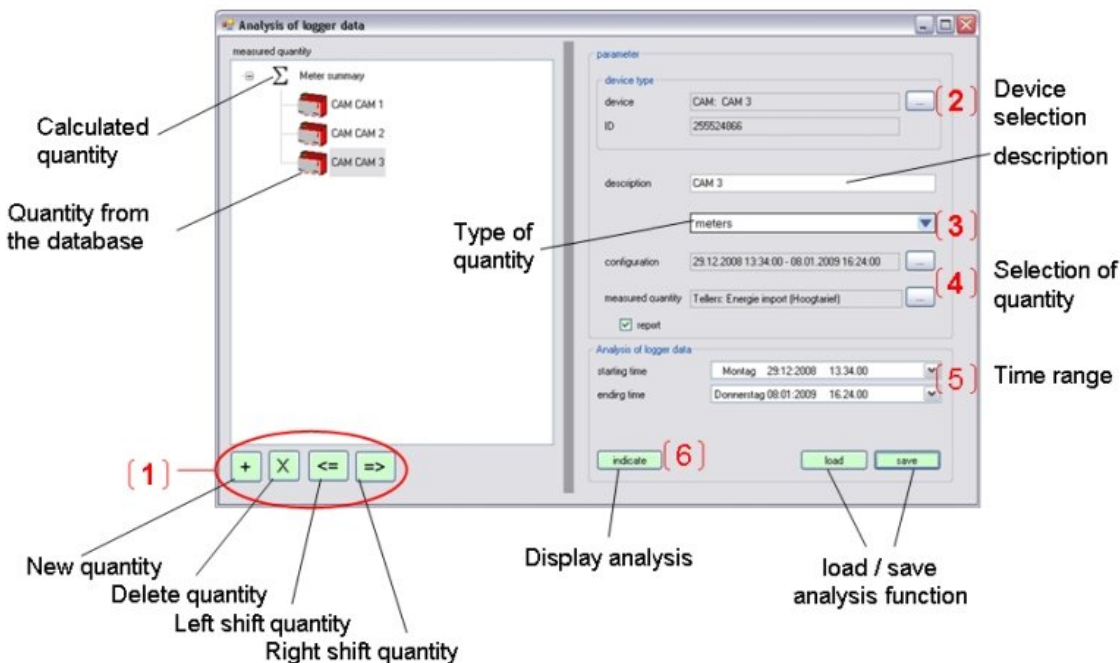 Analysis of logger data
measured quantity
Meter summary
CAM CAM 1
CAM CAM 2
CAM CAM 3
Calculated
quantity
Quantity from
the database
parameter
device type
device
CAM: CAM 3
...
[2]
Device
selection
ID
255524866
description
description
CAM 3
Type of
quantity
meters
[3]
configuration
29.12.2008 13:34:00 - 08.01.2009 16:24:00
...
[4]
Selection of
quantity
measured quantity
Tellers: Energie import (Hoogtariel)
...
report
Analysis of logger data
starting time
Montag 29:12:2008 13.34.00
[5]
Time range
ending time
Donnerstag 08:01:2009 16.24.00
[1]
+
X
<=
=>
indicate
[6]
load
save
New quantity
Delete quantity
Left shift quantity
Right shift quantity
Display analysis
load / save
analysis function